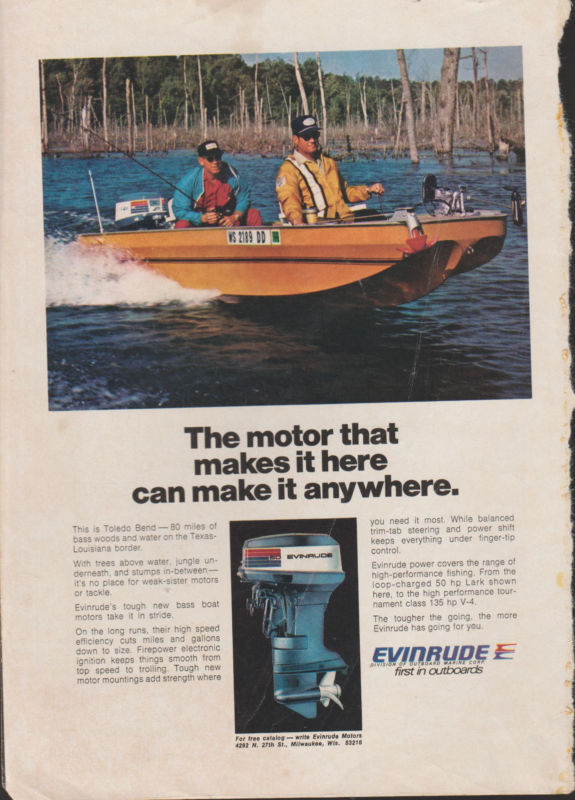 WS 2189 DD
The motor that
makes it here
can make it anywhere.
This is Toledo Bend — 80 miles of
bass woods and water on the Texas-
Louisiana border.
With trees above water, jungle un-
derneath, and stumps in-between —
it's no place for weak-sister motors
or tackle.
Evinrude's tough new bass boat
motors take it in stride.
On the long runs, their high speed
efficiency cuts miles and gallons
down to size. Firepower electronic
ignition keeps things smooth from
top speed to trolling. Tough new
motor mountings add strength where
EVINRUDE
For free catalog — write Evinrude Motors
4292 N. 27th St., Milwaukee, Wis. 53216
you need it most. While balanced
trim-tab steering and power shift
keeps everything under finger-tip
control.
Evinrude power covers the range of
high-performance fishing. From the
loop-charged 50 hp Lark shown
here, to the high performance tour-
nament class 135 hp V-4.
The tougher the going, the more
Evinrude has going for you.
EVINRUDE
DIVISION OF OUTBOARD MARINE CORP.
first in outboards